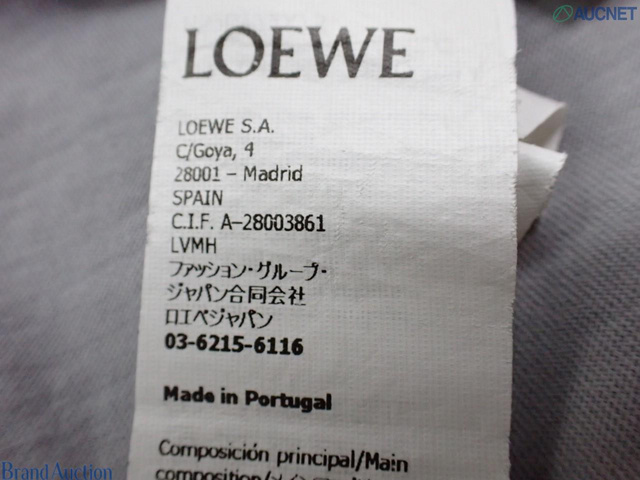 AUCNET
LOEWE
LOEWE S.A.
C/Goya, 4
28001 – Madrid
SPAIN
C.I.F. A-28003861
LVMH
ファッション・グループ・
ジャパン合同会社
ロエベジャパン
03-6215-6116
Made in Portugal
Composición principal/Main
composition/
Brand Auction